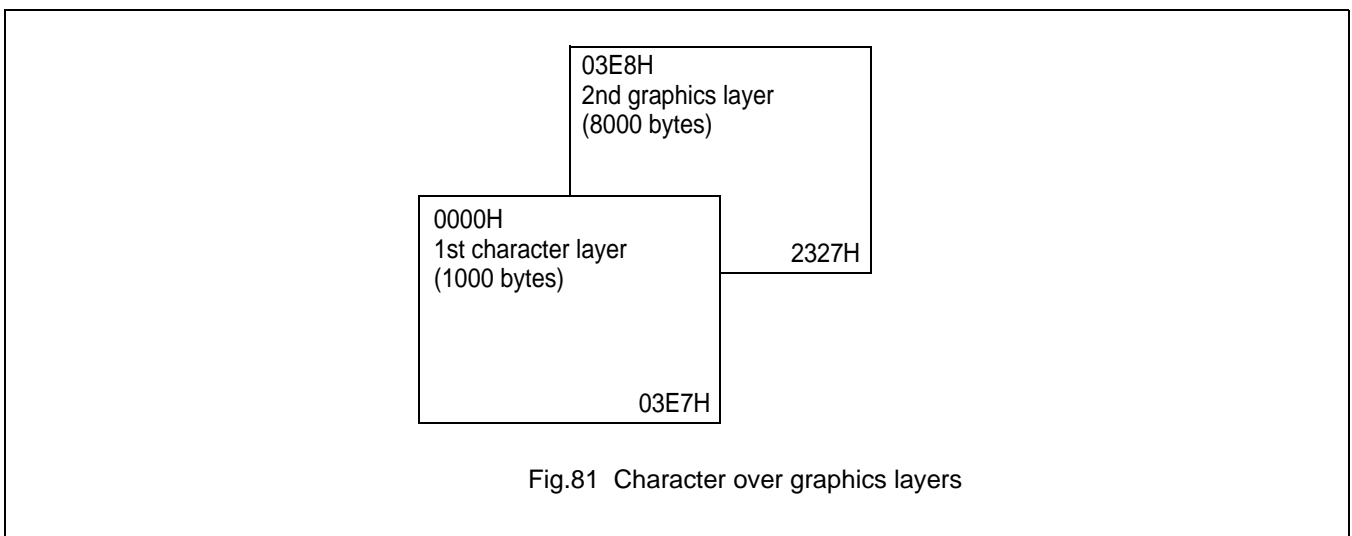 03E8H
2nd graphics layer
(8000 bytes)
2327H
0000H
1st character layer
(1000 bytes)
03E7H
Fig.81 Character over graphics layers